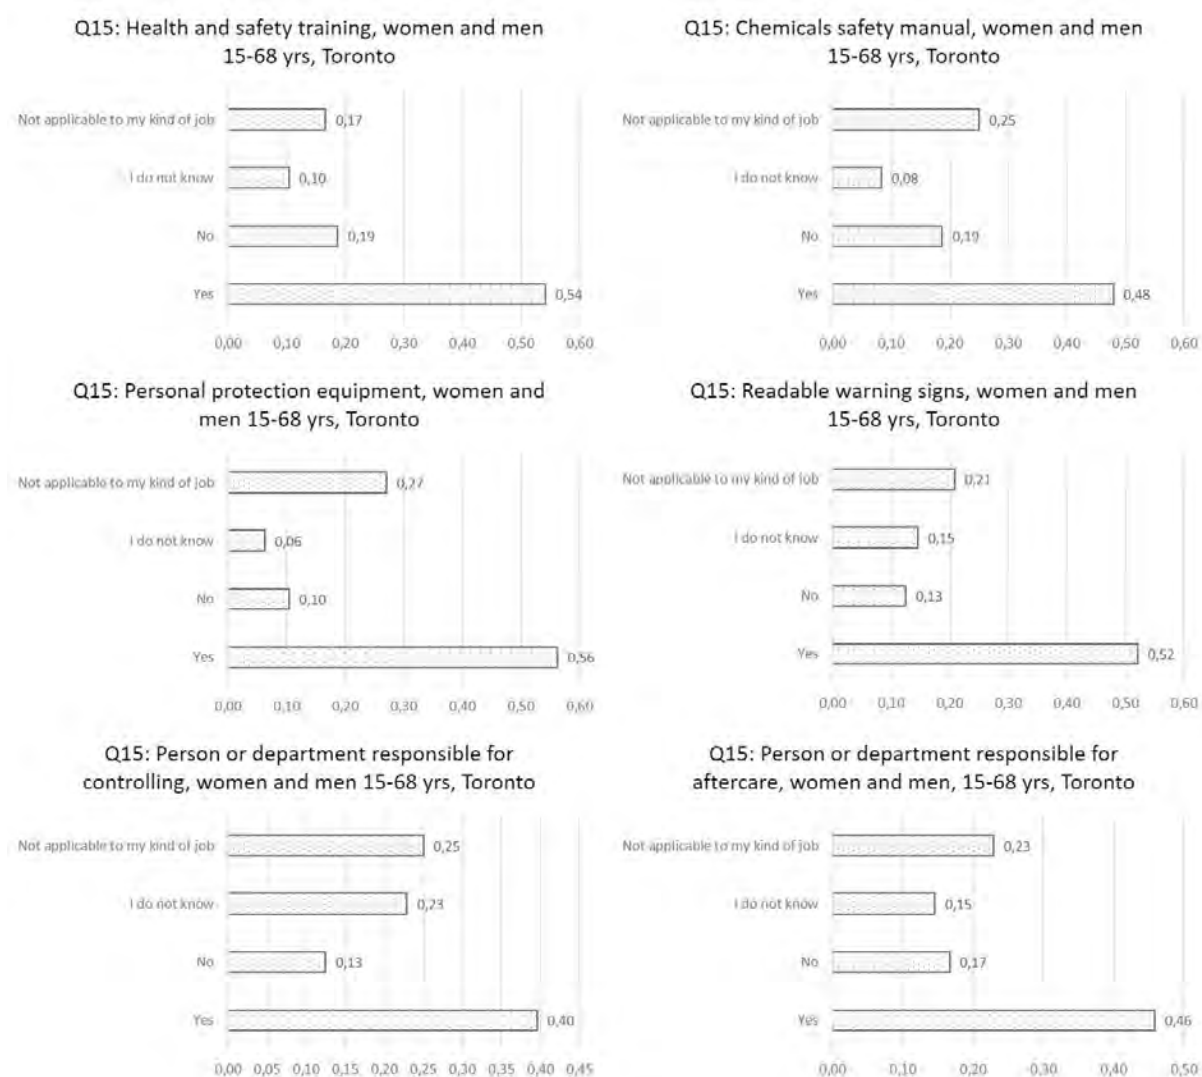 Q15: Health and safety training, women and men
15-68 yrs, Toronto
Not applicable to my kind of job
0,17
I do not know
0,10
No
0,19
Yes
0,54
0,00 0,10 0,20 0,30 0,40 0,50 0,60
Q15: Chemicals safety manual, women and men
15-68 yrs, Toronto
Not applicable to my kind of job
0,25
I do not know
0,08
No
0,19
Yes
0,48
0,00 0,10 0,20 0,30 0,40 0,50 0,60
Q15: Personal protection equipment, women and
men 15-68 yrs, Toronto
Not applicable to my kind of job
0,27
I do not know
0,06
No
0,10
Yes
0,56
0,00 0,10 0,20 0,30 0,40 0,50 0,60
Q15: Readable warning signs, women and men
15-68 yrs, Toronto
Not applicable to my kind of job
0,21
I do not know
0,15
No
0,13
Yes
0,52
0,00 0,10 0,20 0,30 0,40 0,50 0,60
Q15: Person or department responsible for
controlling, women and men 15-68 yrs, Toronto
Not applicable to my kind of job
0,25
I do not know
0,23
No
0,13
Yes
0,40
0,00 0,05 0,10 0,15 0,20 0,25 0,30 0,35 0,40 0,45
Q15: Person or department responsible for
aftercare, women and men, 15-68 yrs, Toronto
Not applicable to my kind of job
0,23
I do not know
0,15
No
0,17
Yes
0,46
0,00 0,10 0,20 0,30 0,40 0,50